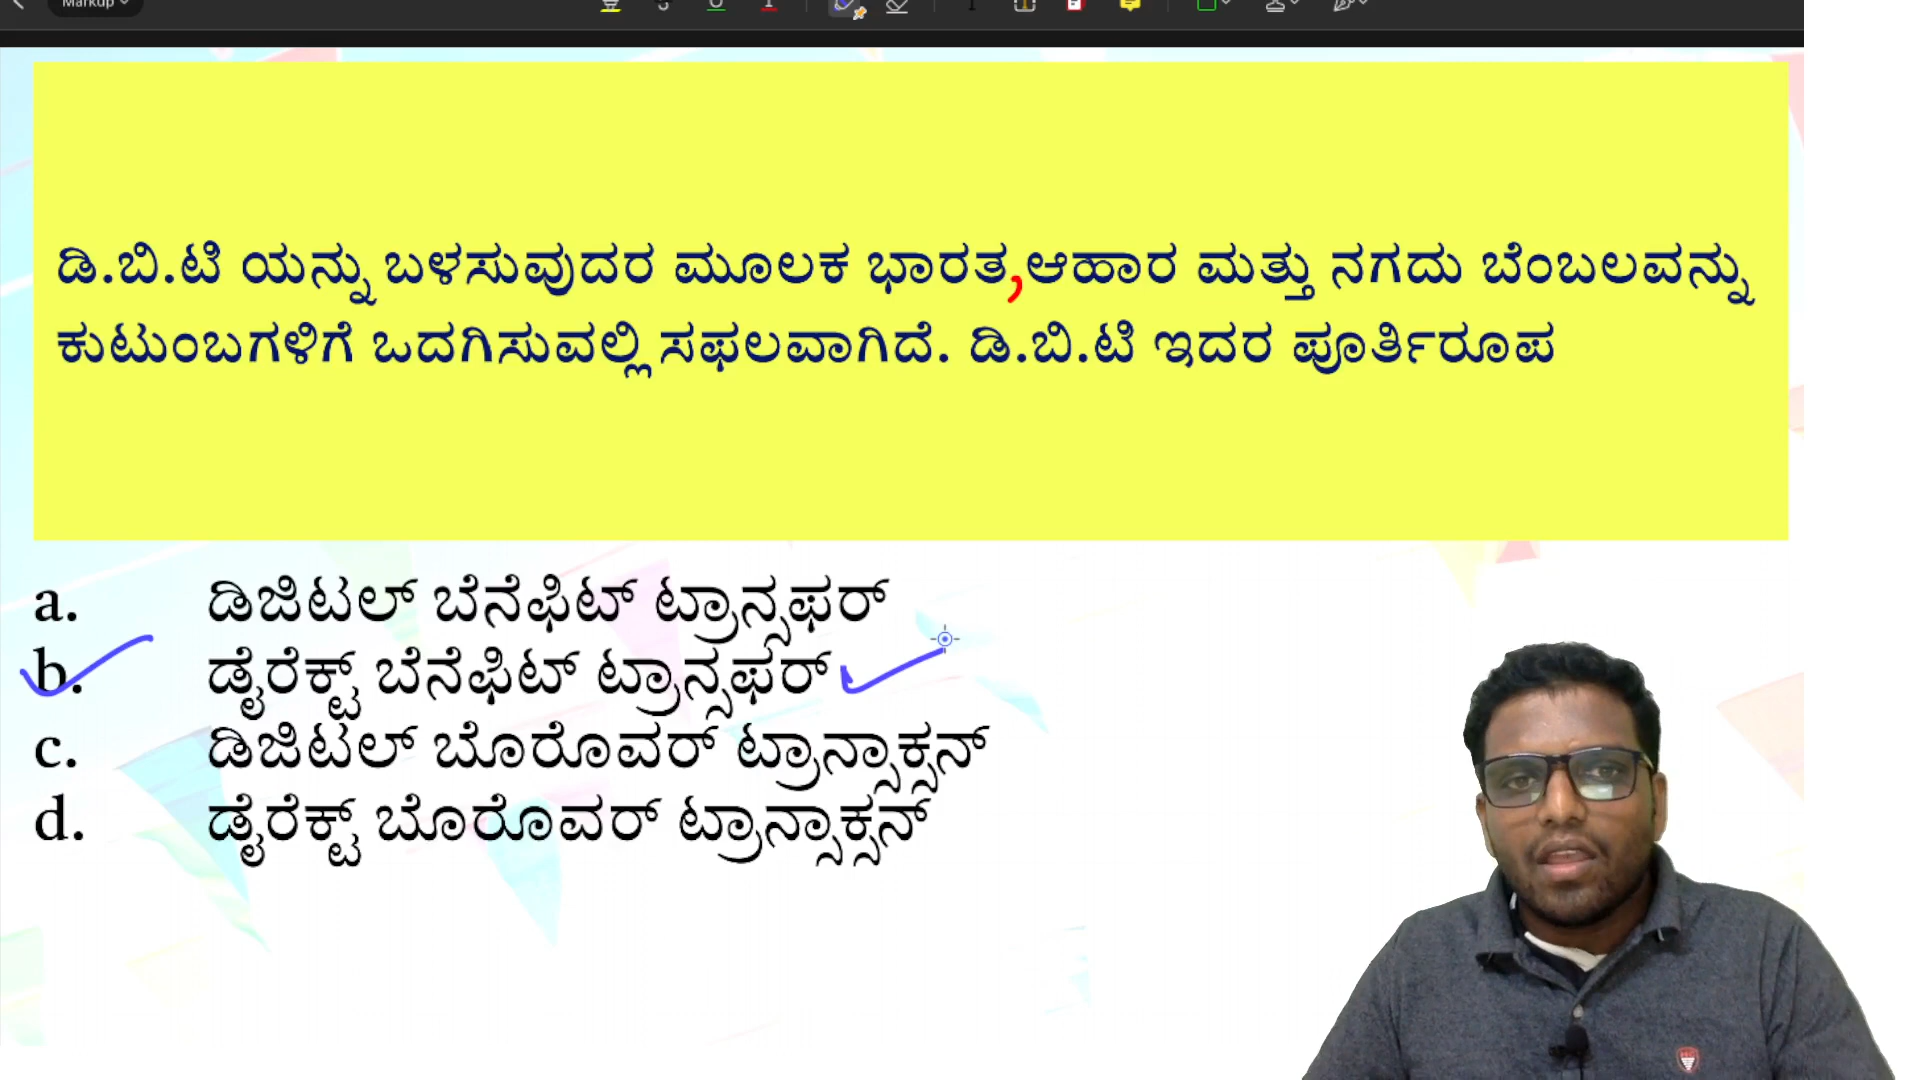 Markup
ಡಿ.ಬಿ.ಟಿ ಯನ್ನು ಬಳಸುವುದರ ಮೂಲಕ ಭಾರತ,ಆಹಾರ ಮತ್ತು ನಗದು ಬೆಂಬಲವನ್ನು
ಕುಟುಂಬಗಳಿಗೆ ಒದಗಿಸುವಲ್ಲಿ ಸಫಲವಾಗಿದೆ. ಡಿ.ಬಿ.ಟಿ ಇದರ ಪೂರ್ತಿರೂಪ
a. ಡಿಜಿಟಲ್ ಬೆನೆಫಿಟ್ ಟ್ರಾನ್ಸಫರ್
b. ಡೈರೆಕ್ಟ್ ಬೆನೆಫಿಟ್ ಟ್ರಾನ್ಸಫರ್
c. ಡಿಜಿಟಲ್ ಬೊರೊವರ್ ಟ್ರಾನ್ಸಾಕ್ಸನ್
d. ಡೈರೆಕ್ಟ್ ಬೊರೊವರ್ ಟ್ರಾನ್ಸಾಕ್ಸನ್